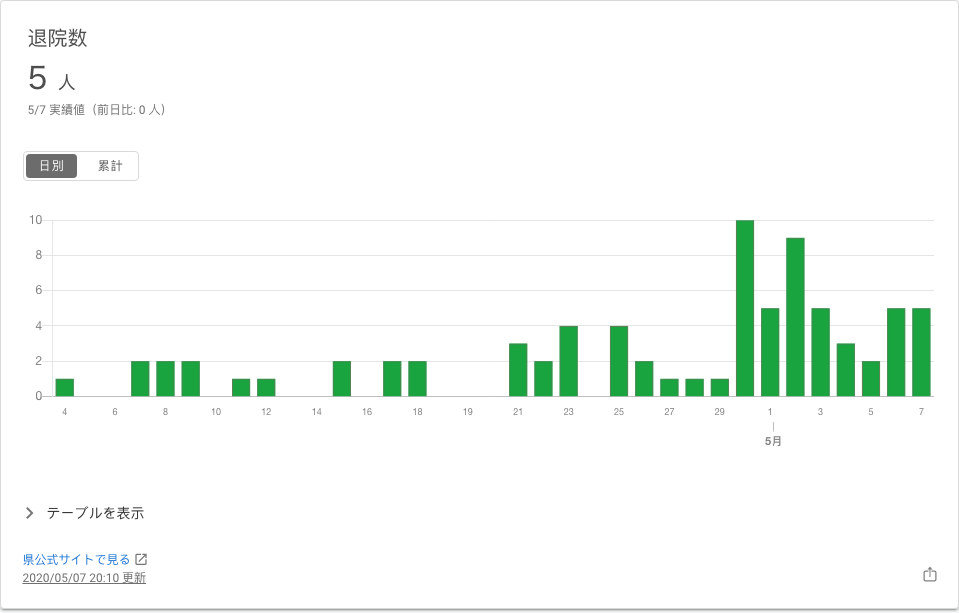 退院数
5 人
5/7 実績値（前日比: 0 人）
日別 累計
10
8
6
4
2
0
4 6 8 10 12 14 16 18 19 21 23 25 27 29 1 3 5 7
5月
テーブルを表示
県公式サイトで見る
2020/05/07 20:10 更新